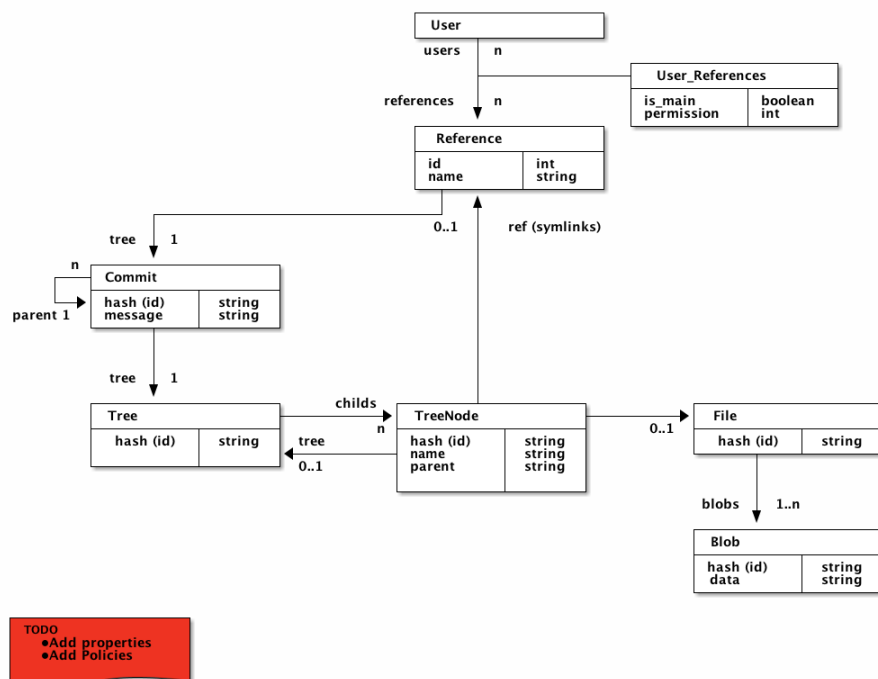 User
users n
User_References
is_main boolean
permission int
references n
Reference
id int
name string
0..1 ref (symlinks)
tree 1
n
Commit
hash (id) string
message string
parent 1
tree 1
childs
n
Tree
hash (id) string
tree
0..1
TreeNode
hash (id) string
name string
parent string
0..1
File
hash (id) string
blobs 1..n
Blob
hash (id) string
data string
TODO
●Add properties
●Add Policies